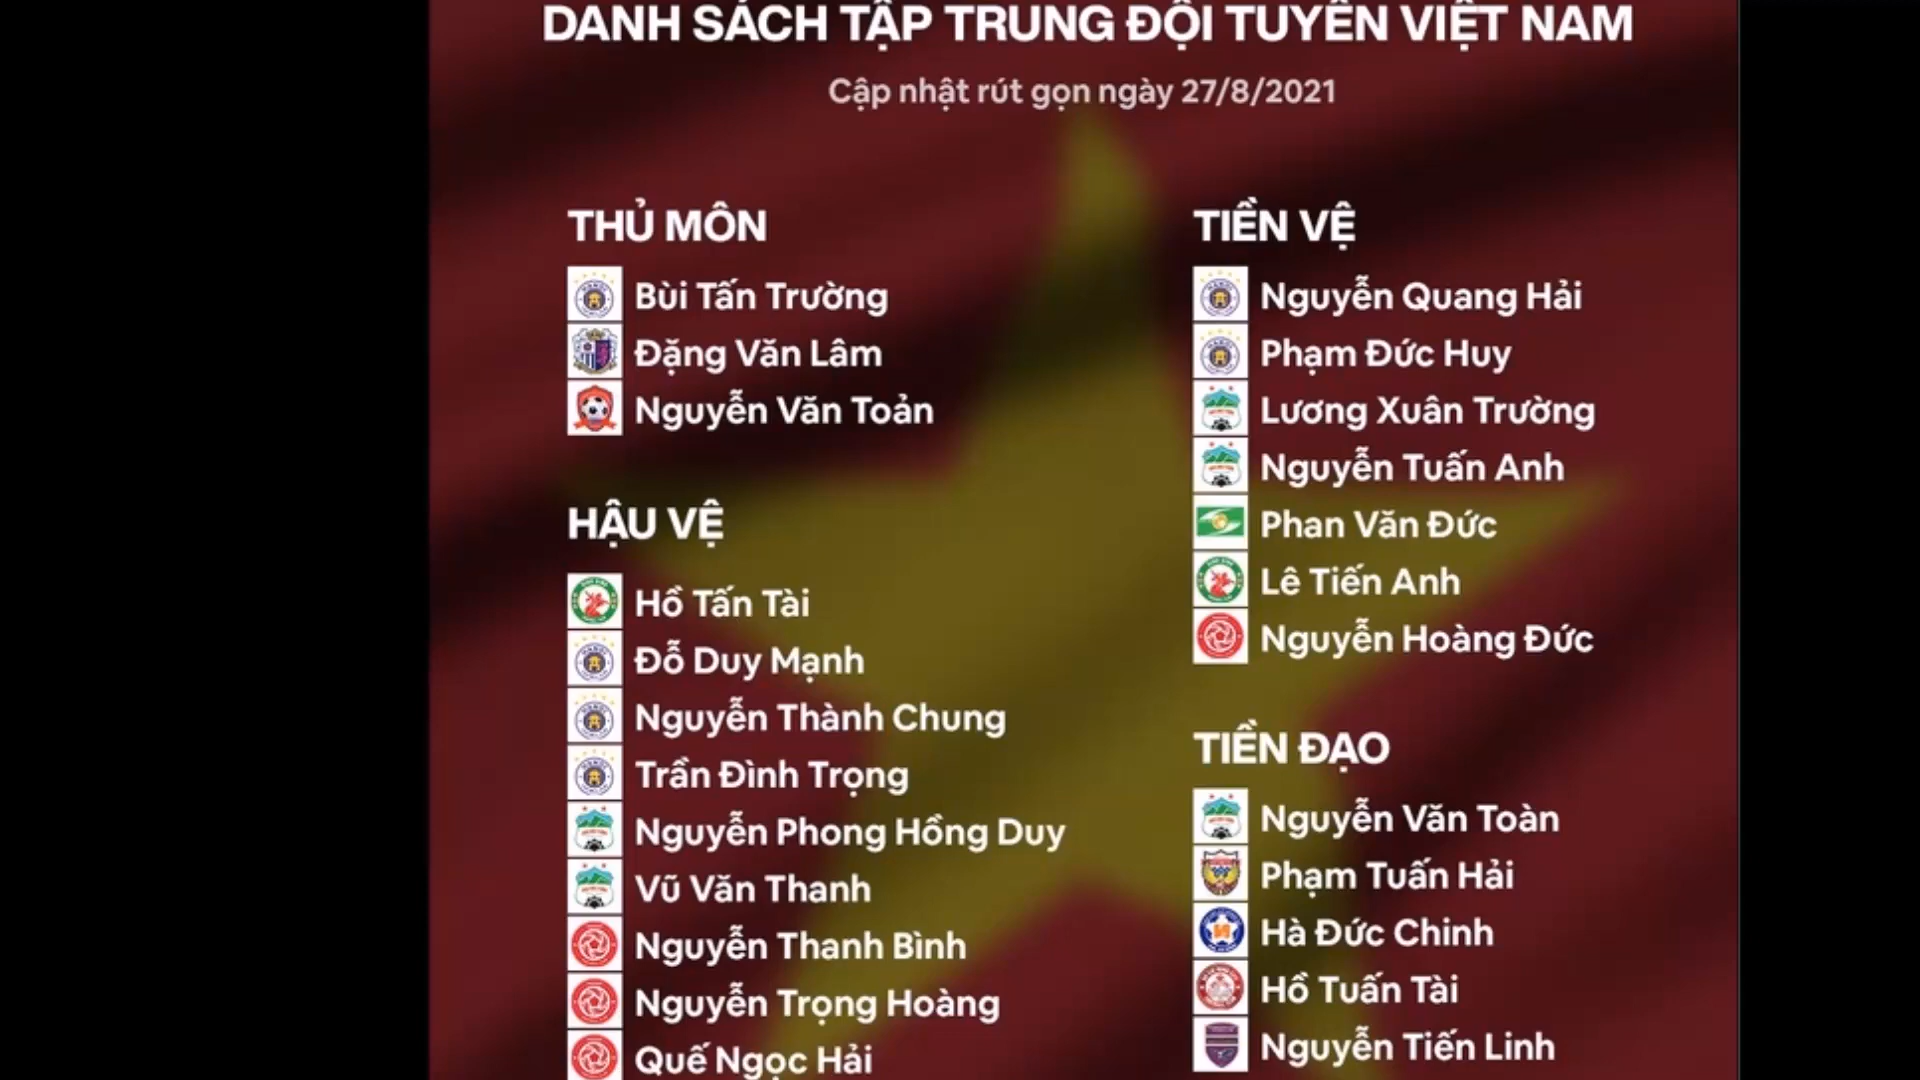 DANH SÁCH TẬP TRUNG ĐỘI TUYỂN VIỆT NAM
Cập nhật rút gọn ngày 27/8/2021
THỦ MÔN
Bùi Tấn Trường
Đặng Văn Lâm
Nguyễn Văn Toản
HẬU VỆ
Hồ Tấn Tài
Đỗ Duy Mạnh
Nguyễn Thành Chung
Trần Đình Trọng
Nguyễn Phong Hồng Duy
Vũ Văn Thanh
Nguyễn Thanh Bình
Nguyễn Trọng Hoàng
Quế Ngọc Hải
TIỀN VỆ
Nguyễn Quang Hải
Phạm Đức Huy
Lương Xuân Trường
Nguyễn Tuấn Anh
Phan Văn Đức
Lê Tiến Anh
Nguyễn Hoàng Đức
TIỀN ĐẠO
Nguyễn Văn Toàn
Phạm Tuấn Hải
Hà Đức Chinh
Hồ Tuấn Tài
Nguyễn Tiến Linh